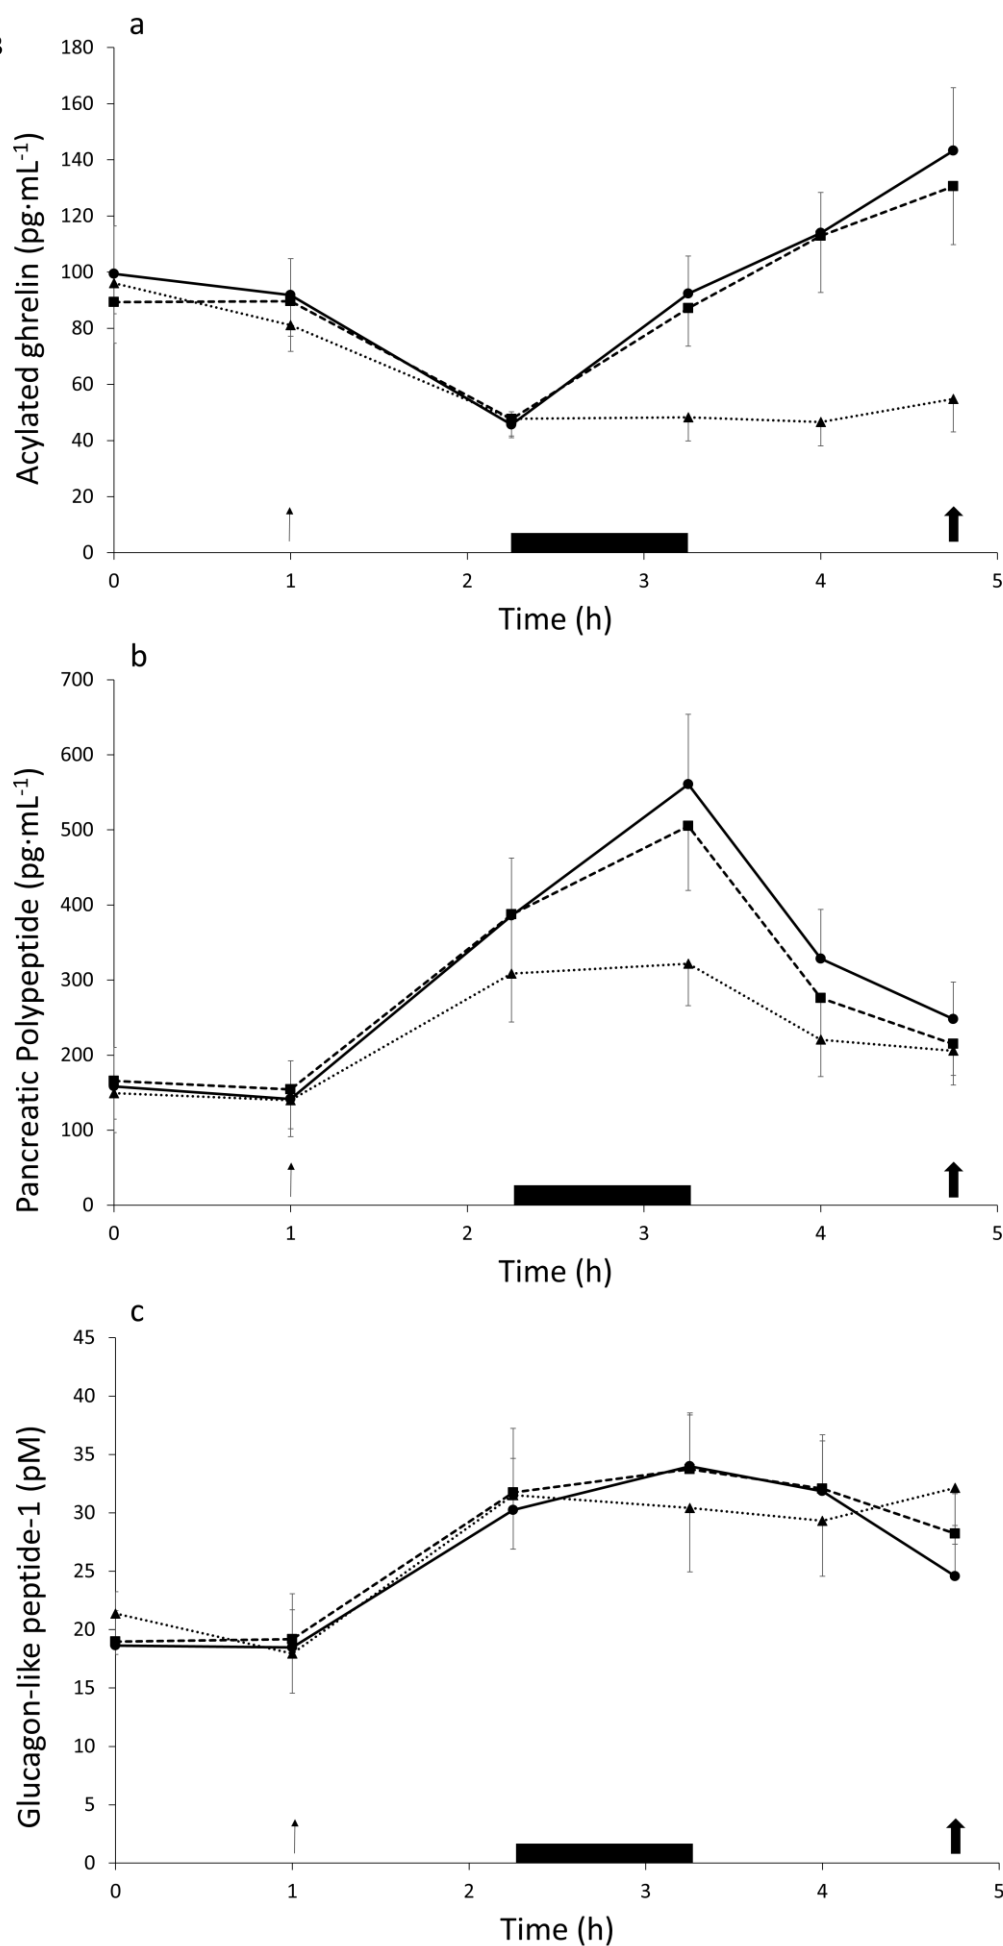 a
180
160
140
120
100
80
60
40
20
0
Acylated ghrelin (pg·mL⁻¹)
0 1 2 3 4 5
Time (h)
b
700
600
500
400
300
200
100
0
Pancreatic Polypeptide (pg·mL⁻¹)
0 1 2 3 4 5
Time (h)
c
45
40
35
30
25
20
15
10
5
0
Glucagon-like peptide-1 (pM)
0 1 2 3 4 5
Time (h)